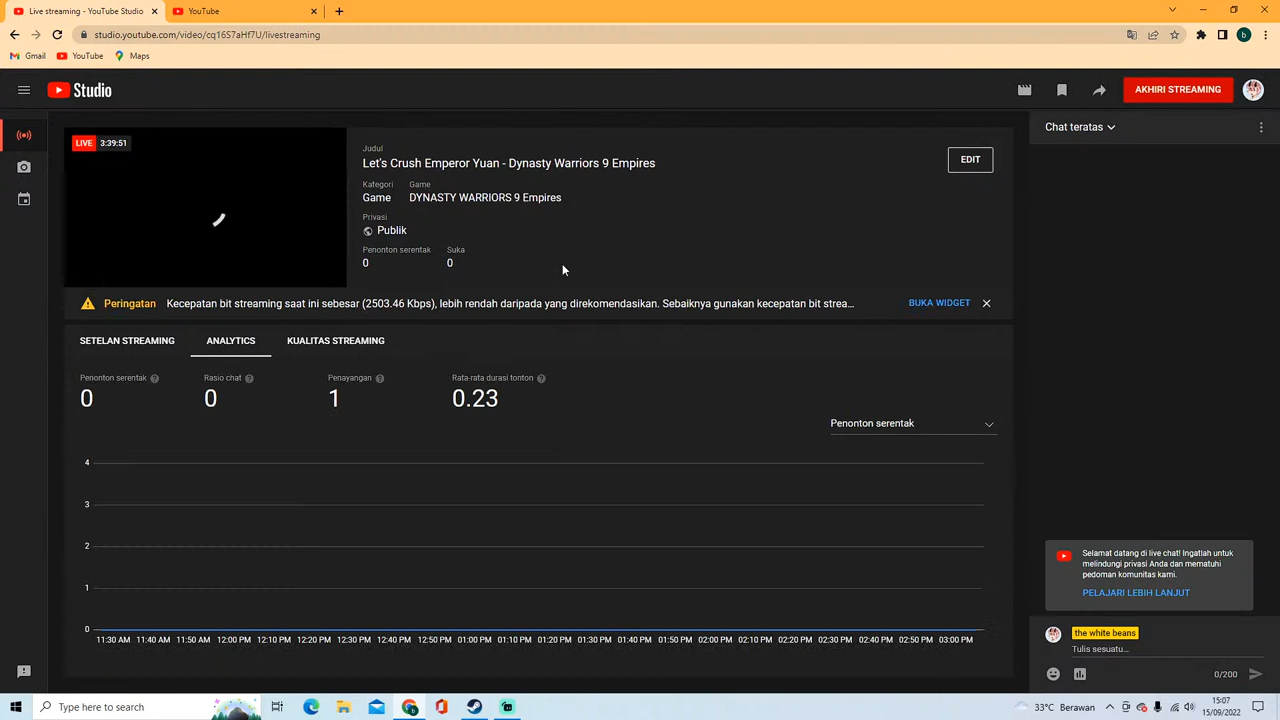 Live streaming - YouTube Studio
YouTube
studio.youtube.com/video/cq16S7aHf7U/livestreaming
b
Gmail
YouTube
Maps
Studio
AKHIRI STREAMING
LIVE 3:39:51
Judul
Let's Crush Emperor Yuan - Dynasty Warriors 9 Empires
EDIT
Kategori
Game
Game
DYNASTY WARRIORS 9 Empires
Privasi
Publik
Penonton serentak
Suka
0
0
Chat teratas
Peringatan
Kecepatan bit streaming saat ini sebesar (2503.46 Kbps), lebih rendah daripada yang direkomendasikan. Sebaiknya gunakan kecepatan bit strea…
BUKA WIDGET
SETELAN STREAMING
ANALYTICS
KUALITAS STREAMING
Penonton serentak
Rasio chat
Penayangan
Rata-rata durasi tonton
0
0
1
0.23
Penonton serentak
4
3
2
1
0
11:30 AM 11:40 AM 11:50 AM 12:00 PM 12:10 PM 12:20 PM 12:30 PM 12:40 PM 12:50 PM 01:00 PM 01:10 PM 01:20 PM 01:30 PM 01:40 PM 01:50 PM 02:00 PM 02:10 PM 02:20 PM 02:30 PM 02:40 PM 02:50 PM 03:00 PM
Selamat datang di live chat! Ingatlah untuk
melindungi privasi Anda dan mematuhi
pedoman komunitas kami.
PELAJARI LEBIH LANJUT
the white beans
Tulis sesuatu…
0/200
Type here to search
33°C Berawan
15:07
15/09/2022